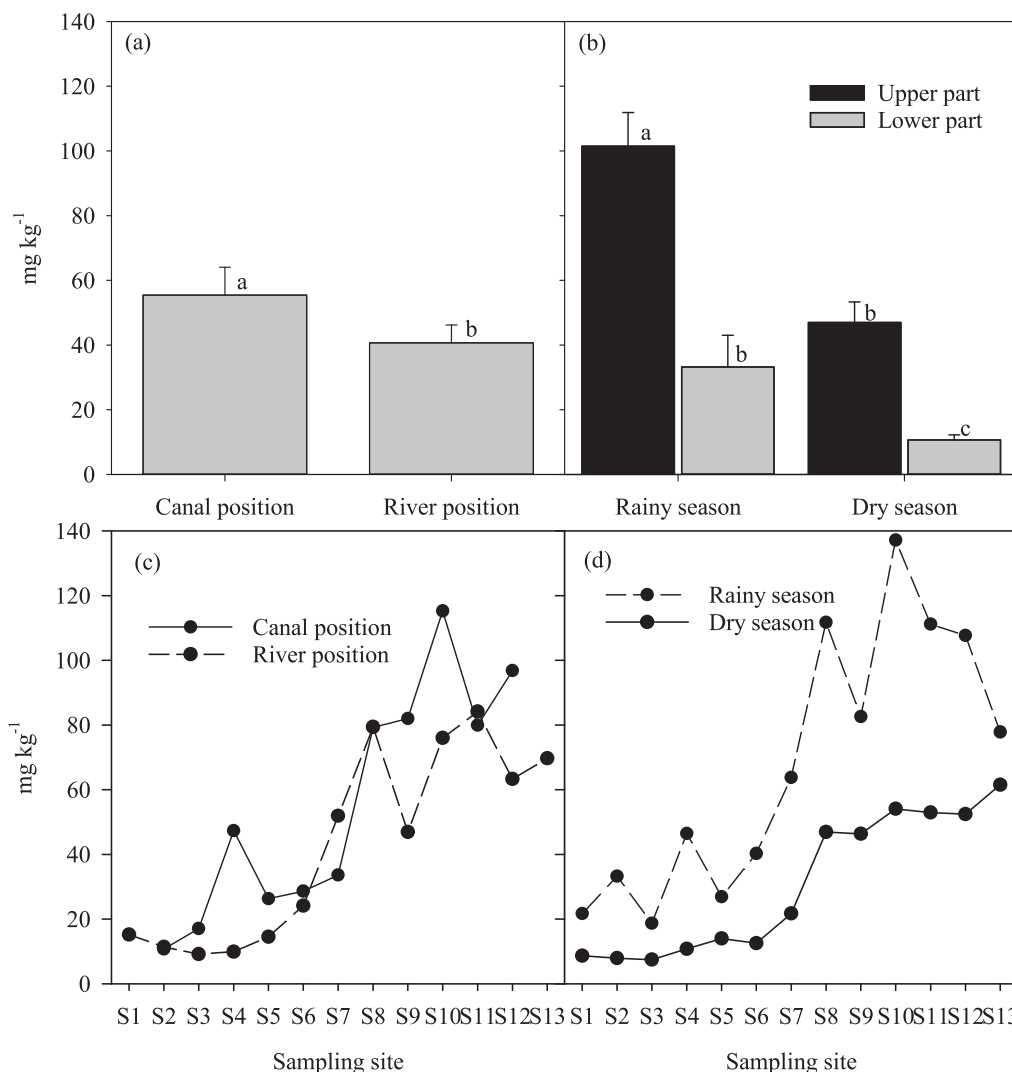 140
120
100
80
60
40
20
0
mg kg-1
(a)
a
b
Canal position
River position
(b)
Upper part
Lower part
a
b
b
c
Rainy season
Dry season
140
120
100
80
60
40
20
0
mg kg-1
(c)
Canal position
River position
S1 S2 S3 S4 S5 S6 S7 S8 S9 S10 S11 S12 S13
Sampling site
(d)
Rainy season
Dry season
S1 S2 S3 S4 S5 S6 S7 S8 S9 S10 S11 S12 S13
Sampling site